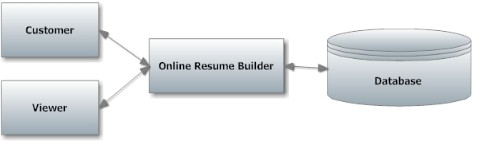 Customer
Online Resume Builder
Database
Viewer